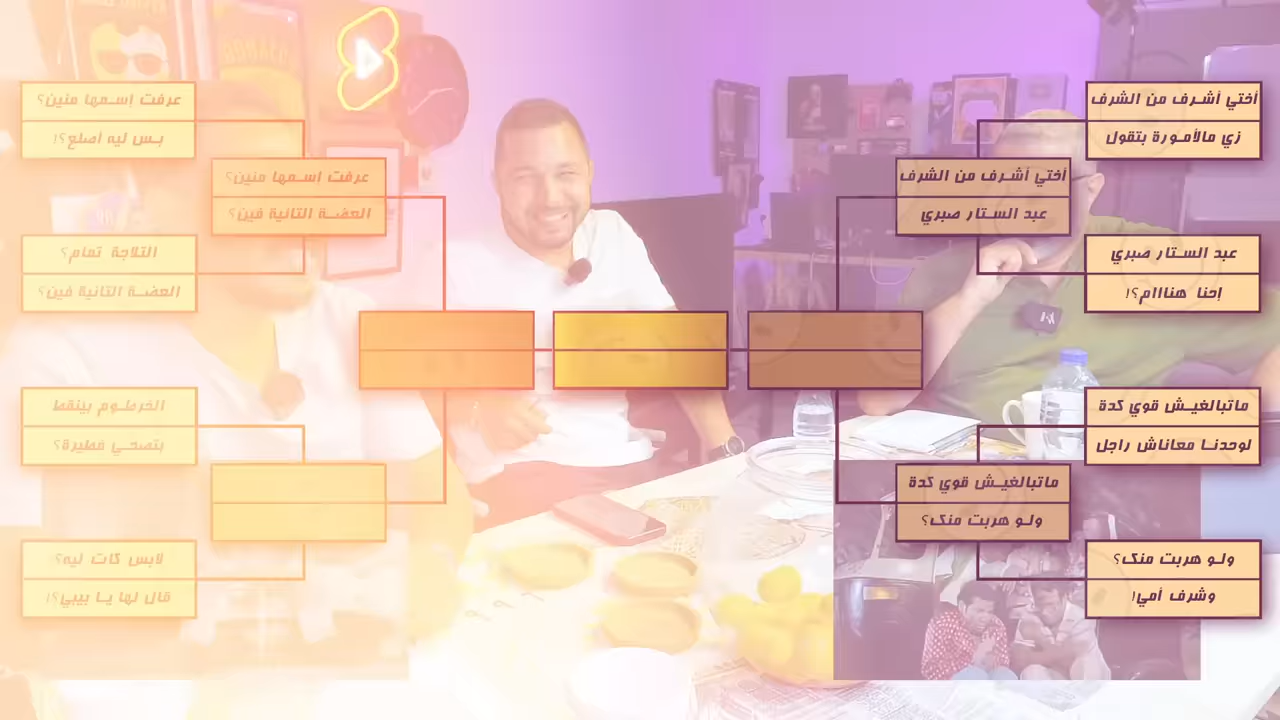 عرفت إسمها منين؟
بس ليه أصلع؟!
عرفت إسمها منين؟
العضة التانية فين؟
التلاجة تمام؟
العضة التانية فين؟
الخرطوم بينقط
بتصحي فطيرة؟
لابس كات ليه؟
قال لها يا بيبي؟!
أختي أشرف من الشرف
زي مالأمورة بتقول
أختي أشرف من الشرف
عبد الستار صبري
عبد الستار صبري
إحنا هنااام؟!
ماتبالغيش قوي كدة
لوحدنا معاناش راجل
ماتبالغيش قوي كدة
ولو هربت منك؟
ولو هربت منك؟
وشرف أمي!